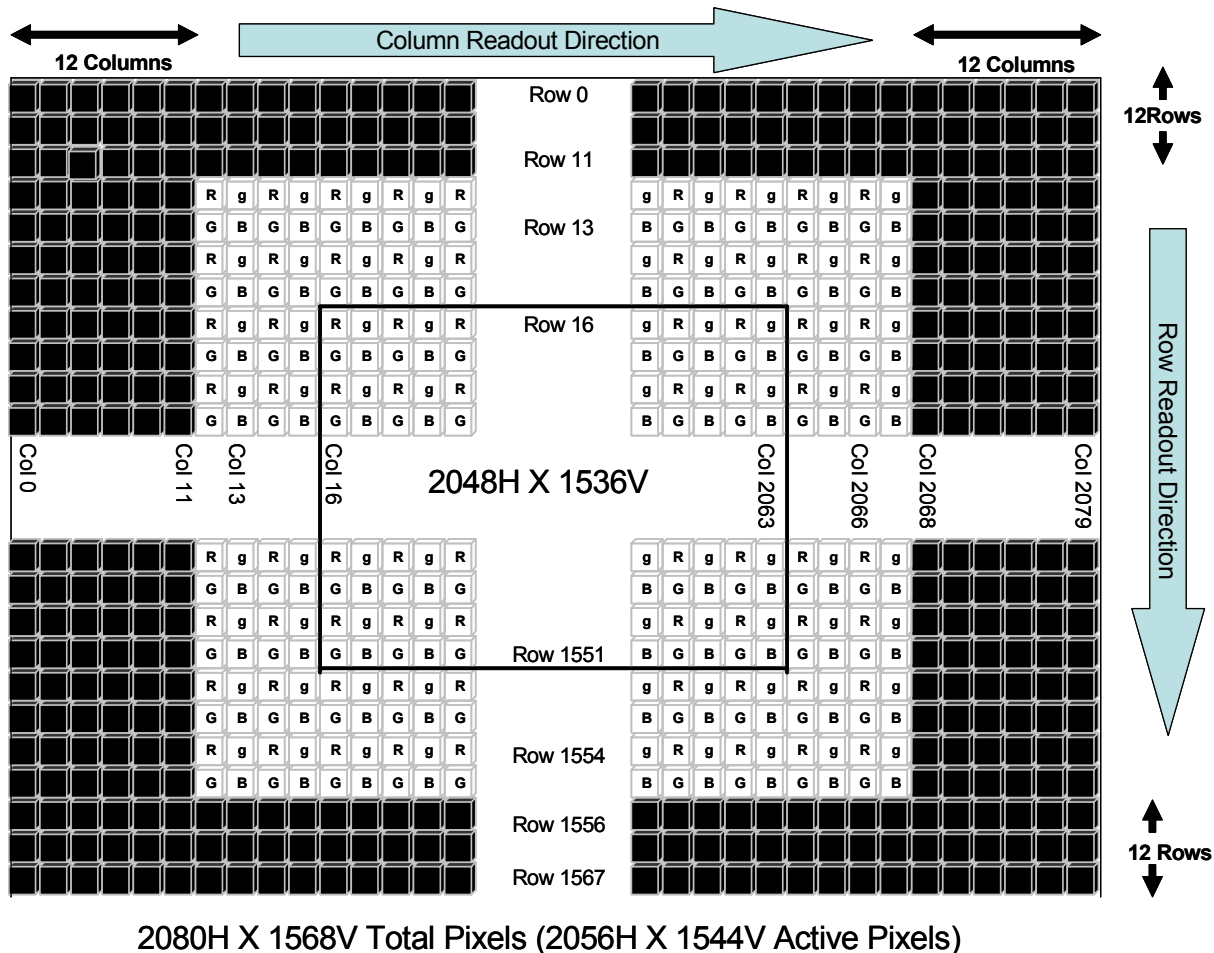 Column Readout Direction
12 Columns
12 Columns
Row 0
12Rows
Row 11
R g R g R g R g R g R g R g R g R g
G B G B G B G B G Row 13 B G B G B G B G B
R g R g R g R g R g R g R g R g R g
G B G B G B G B G B G B G B G B G B
R g R g R g R g R Row 16 g R g R g R g R g
G B G B G B G B G B G B G B G B G B
R g R g R g R g R g R g R g R g R g
G B G B G B G B G B G B G B G B G B
Row Readout Direction
Col 0
Col 11
Col 13
Col 16
2048H X 1536V
Col 2063
Col 2066
Col 2068
Col 2079
R g R g R g R g R g R g R g R g R g
G B G B G B G B G B G B G B G B G B
R g R g R g R g R g R g R g R g R g
G B G B G B G B G Row 1551 B G B G B G B G B
R g R g R g R g R g R g R g R g R g
G B G B G B G B G B G B G B G B G B
R g R g R g R g R Row 1554 g R g R g R g R g
G B G B G B G B G B G B G B G B G B
Row 1556
12 Rows
Row 1567
2080H X 1568V Total Pixels (2056H X 1544V Active Pixels)